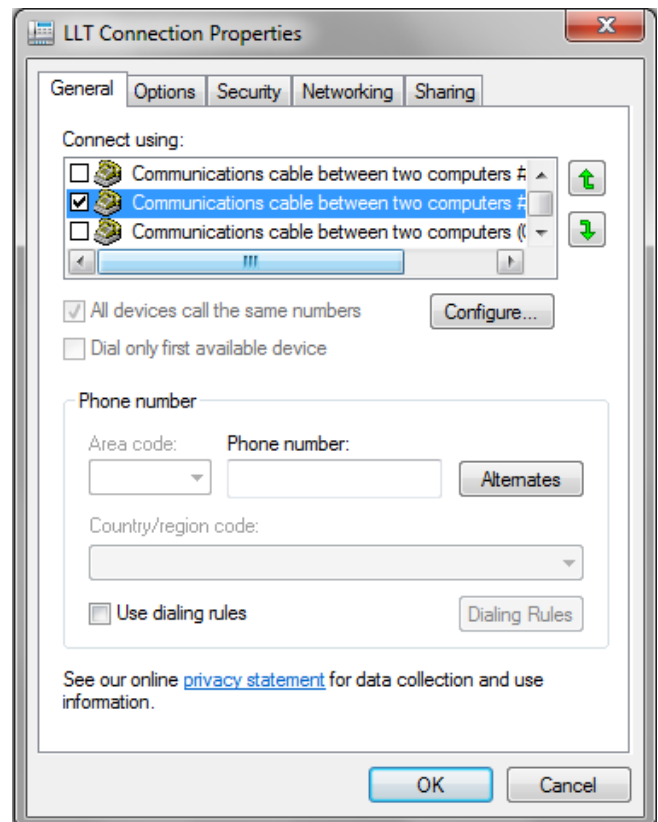 LLT Connection Properties
General Options Security Networking Sharing
Connect using:
Communications cable between two computers #
Communications cable between two computers #
Communications cable between two computers (
All devices call the same numbers
Configure...
Dial only first available device
Phone number
Area code: Phone number:
Alternates
Country/region code:
Use dialing rules
Dialing Rules
See our online privacy statement for data collection and use
information.
OK Cancel